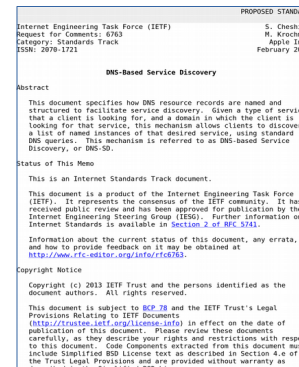 PROPOSED STANDA
Internet Engineering Task Force (IETF) S. Cheshi
Request for Comments: 6763 M. Krochm
Category: Standards Track Apple In
ISSN: 2070-1721 February 20
DNS-Based Service Discovery
Abstract
This document specifies how DNS resource records are named and
structured to facilitate service discovery. Given a type of servic
that a client is looking for, and a domain in which the client is
looking for that service, this mechanism allows clients to discove
a list of named instances of that desired service, using standard
DNS queries. This mechanism is referred to as DNS-based Service
Discovery, or DNS-SD.
Status of This Memo
This is an Internet Standards Track document.
This document is a product of the Internet Engineering Task Force
(IETF). It represents the consensus of the IETF community. It has
received public review and has been approved for publication by th
Internet Engineering Steering Group (IESG). Further information on
Internet Standards is available in Section 2 of RFC 5741.
Information about the current status of this document, any errata,
and how to provide feedback on it may be obtained at
http://www.rfc-editor.org/info/rfc6763.
Copyright Notice
Copyright (c) 2013 IETF Trust and the persons identified as the
document authors. All rights reserved.
This document is subject to BCP 78 and the IETF Trust's Legal
Provisions Relating to IETF Documents
(http://trustee.ietf.org/license-info) in effect on the date of
publication of this document. Please review these documents
carefully, as they describe your rights and restrictions with respe
to this document. Code Components extracted from this document mus
include Simplified BSD License text as described in Section 4.e of
the Trust Legal Provisions and are provided without warranty as